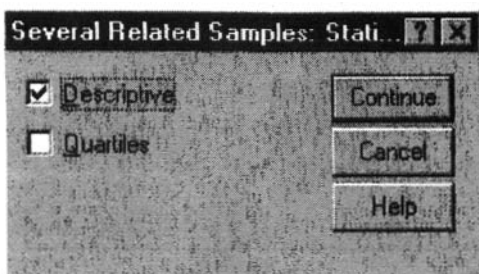 Several Related Samples: Stati...
Descriptive
Quartiles
Continue
Cancel
Help